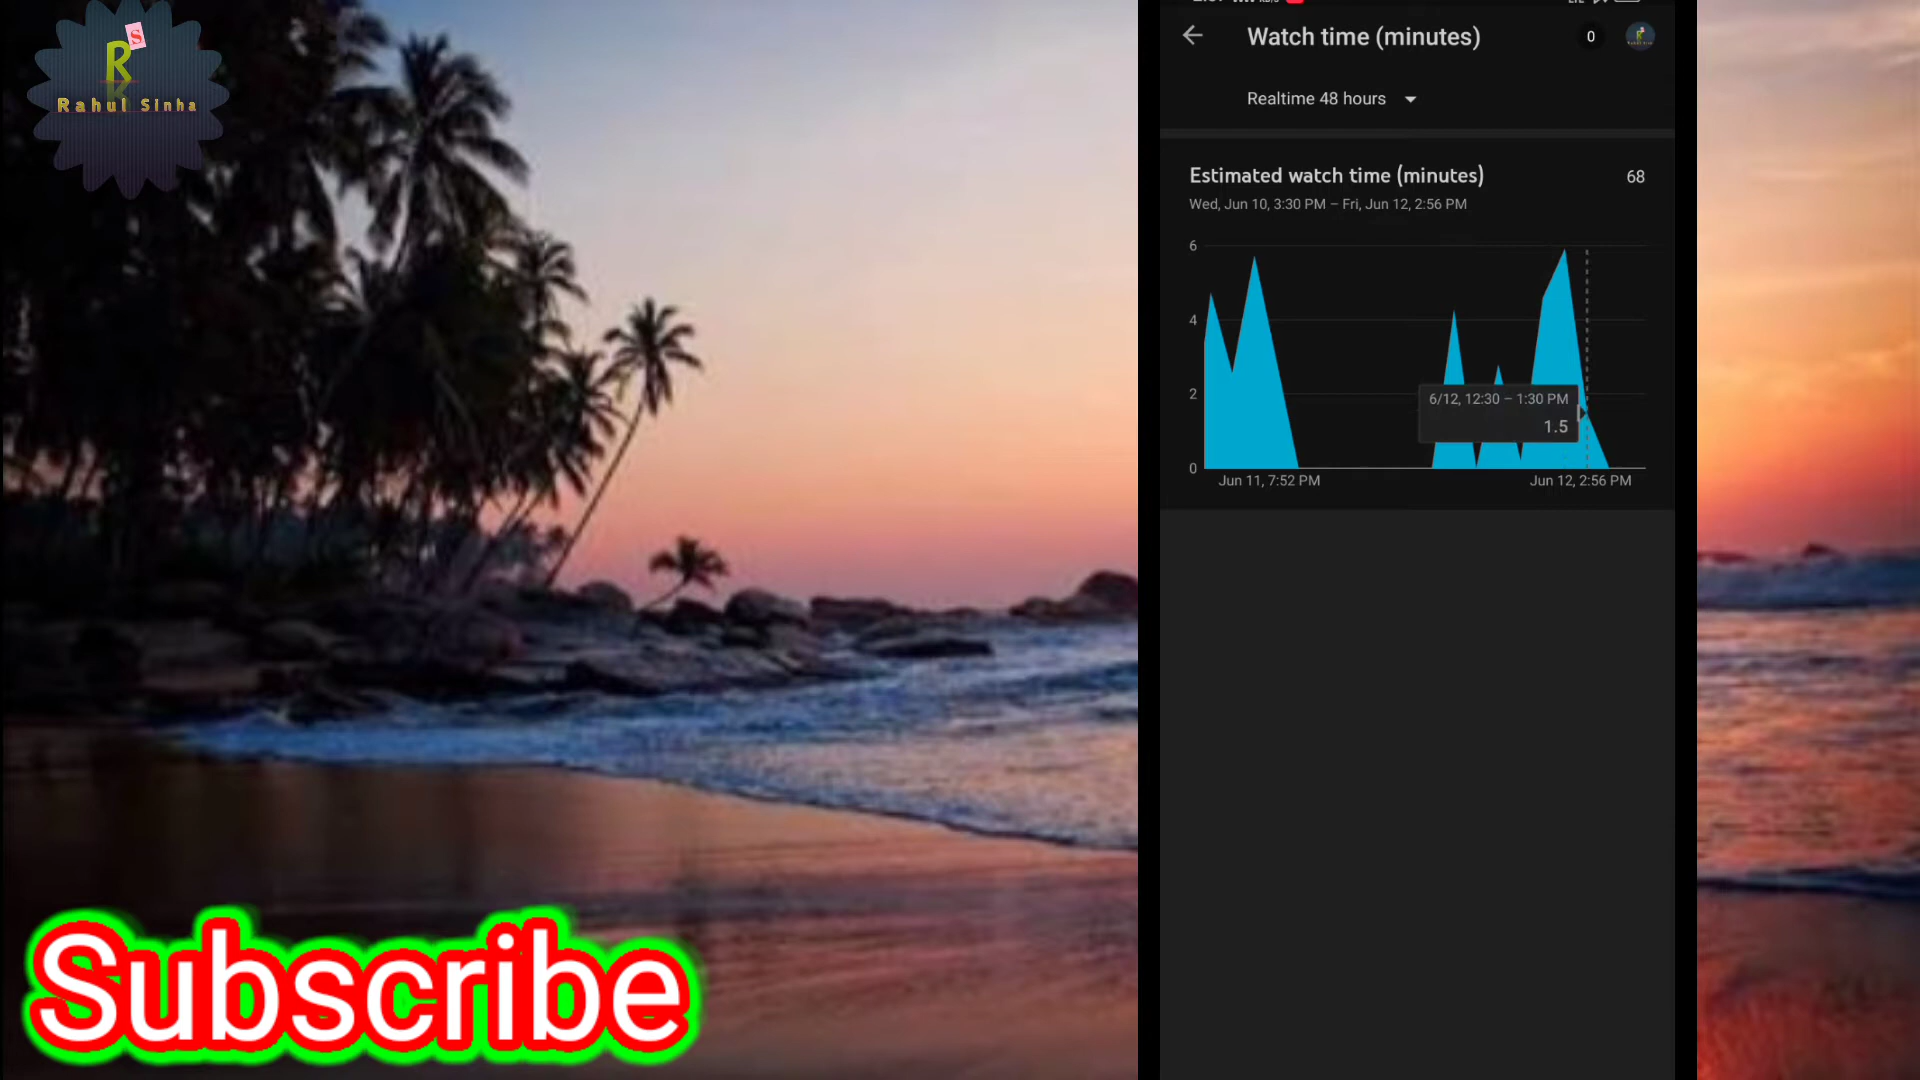 S
R
K
Rahul Sinha
Watch time (minutes)
0
Realtime 48 hours
Estimated watch time (minutes)
68
Wed, Jun 10, 3:30 PM – Fri, Jun 12, 2:56 PM
6
4
2
0
6/12, 12:30 – 1:30 PM
1.5
Jun 11, 7:52 PM
Jun 12, 2:56 PM
Subscribe